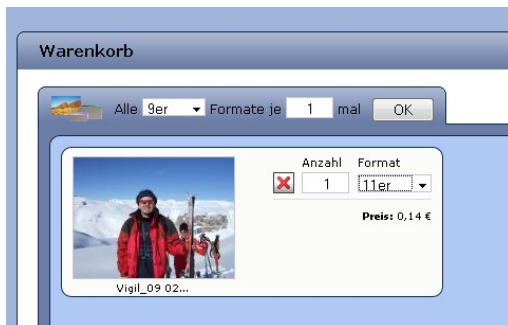 Warenkorb
Alle 9er Formate je 1 mal OK
Anzahl Format
1 11er
Preis: 0,14 €
Vigil_09 02...